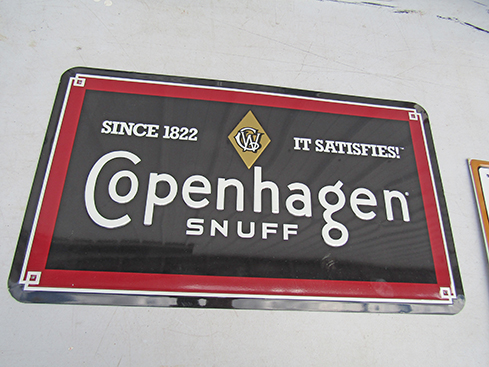 SINCE 1822
IT SATISFIES!
Copenhagen
SNUFF